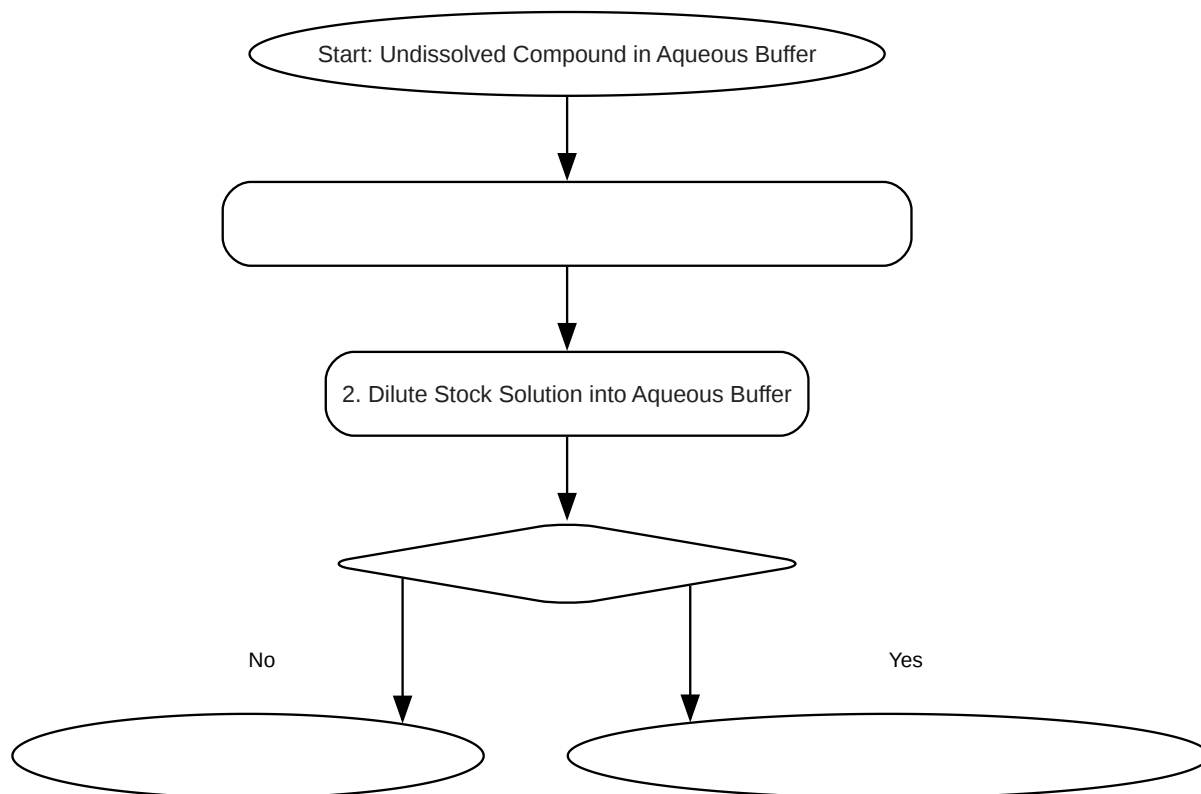 Start: Undissolved Compound in Aqueous Buffer
2. Dilute Stock Solution into Aqueous Buffer
No
Yes